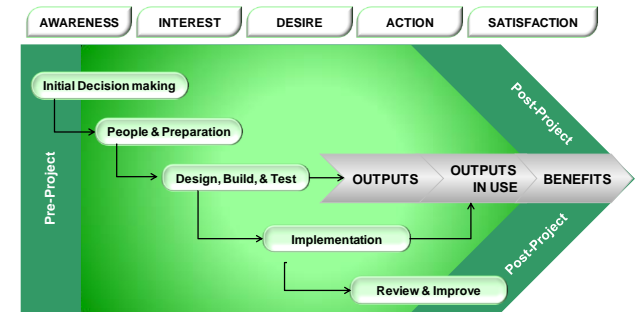 AWARENESS
INTEREST
DESIRE
ACTION
SATISFACTION
Initial Decision making
Post-Project
People & Preparation
Pre-Project
Design, Build, & Test
OUTPUTS
OUTPUTS
IN USE
BENEFITS
Implementation
Post-Project
Review & Improve